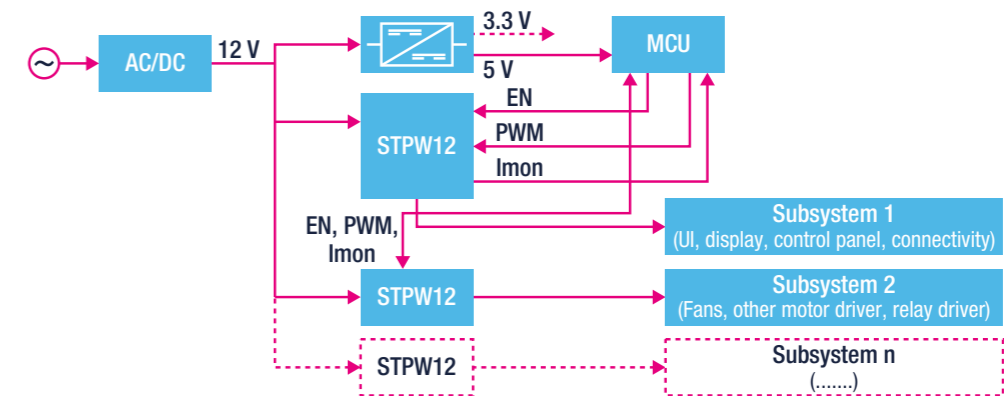 3.3 V
12 V
AC/DC
MCU
5 V
EN
STPW12
PWM
Imon
EN, PWM,
Imon
Subsystem 1
(UI, display, control panel, connectivity)
STPW12
Subsystem 2
(Fans, other motor driver, relay driver)
STPW12
Subsystem n
(.......)